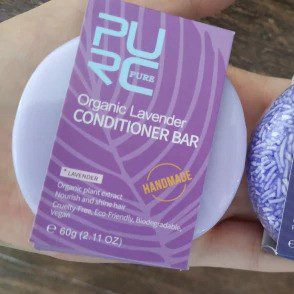 PURC
PURE
Organic Lavender
CONDITIONER BAR
• LAVENDER
HANDMADE
Organic plant extract
Nourish and shine hair
Cruelty-Free, Eco-Friendly, Biodegradable,
Vegan
℮ 60g (2.11 OZ)